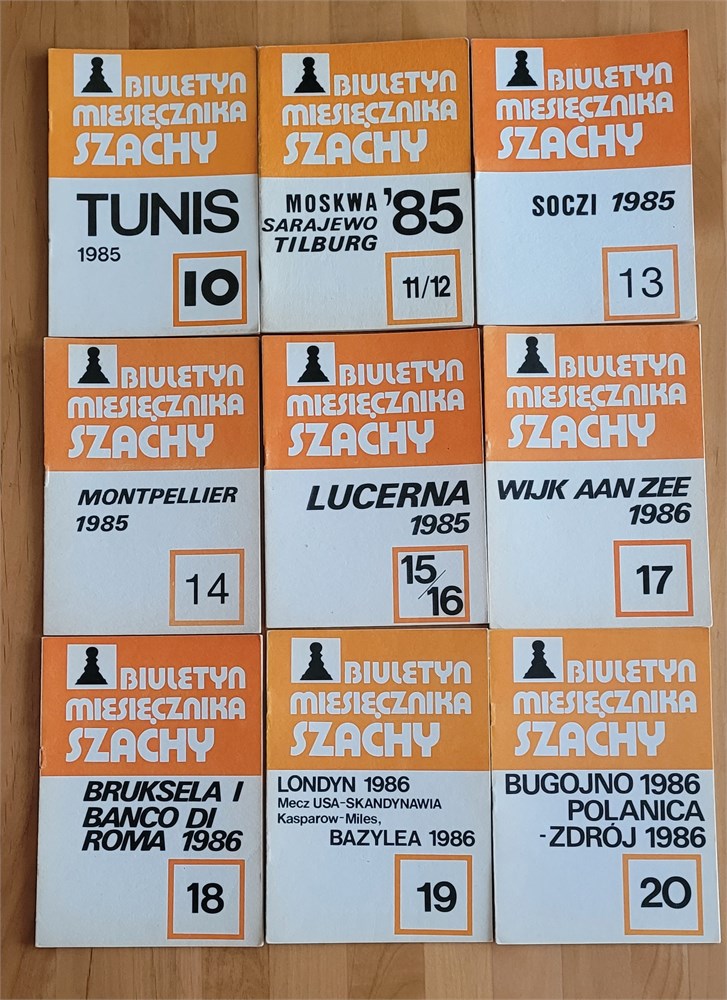 BIULETYN
MIESIĘCZNIKA
SZACHY
TUNIS
1985
10
BIULETYN
MIESIĘCZNIKA
SZACHY
MOSKWA '85
SARAJEWO
TILBURG
11/12
BIULETYN
MIESIĘCZNIKA
SZACHY
SOCZI 1985
13
BIULETYN
MIESIĘCZNIKA
SZACHY
MONTPELLIER
1985
14
BIULETYN
MIESIĘCZNIKA
SZACHY
LUCERNA
1985
15/16
BIULETYN
MIESIĘCZNIKA
SZACHY
WIJK AAN ZEE
1986
17
BIULETYN
MIESIĘCZNIKA
SZACHY
BRUKSELA I
BANCO DI
ROMA 1986
18
BIULETYN
MIESIĘCZNIKA
SZACHY
LONDYN 1986
Mecz USA-SKANDYNAWIA
Kasparow-Miles,
BAZYLEA 1986
19
BIULETYN
MIESIĘCZNIKA
SZACHY
BUGOJNO 1986
POLANICA
-ZDRÓJ 1986
20